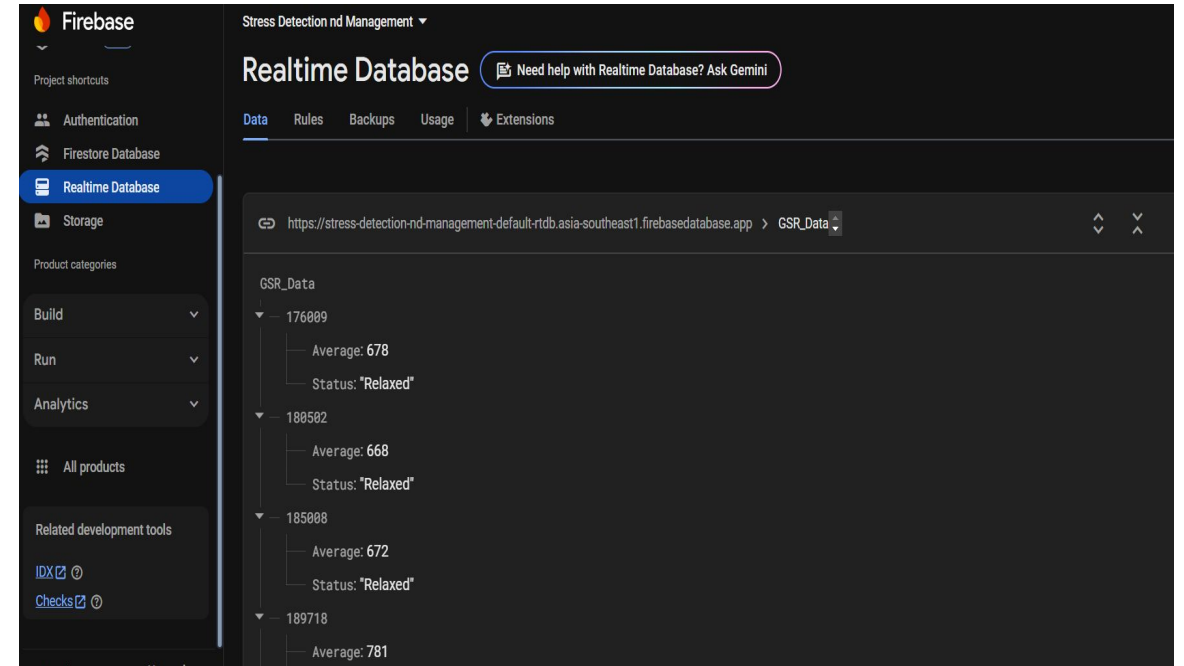 Firebase
Project shortcuts
Authentication
Firestore Database
Realtime Database
Storage
Product categories
Build
Run
Analytics
All products
Related development tools
IDX
Checks
Stress Detection nd Management
Realtime Database
Need help with Realtime Database? Ask Gemini
Data Rules Backups Usage Extensions
https://stress-detection-nd-management-default-rtdb.asia-southeast1.firebasedatabase.app > GSR_Data
GSR_Data
176009
Average: 678
Status: "Relaxed"
180502
Average: 668
Status: "Relaxed"
185008
Average: 672
Status: "Relaxed"
189718
Average: 781